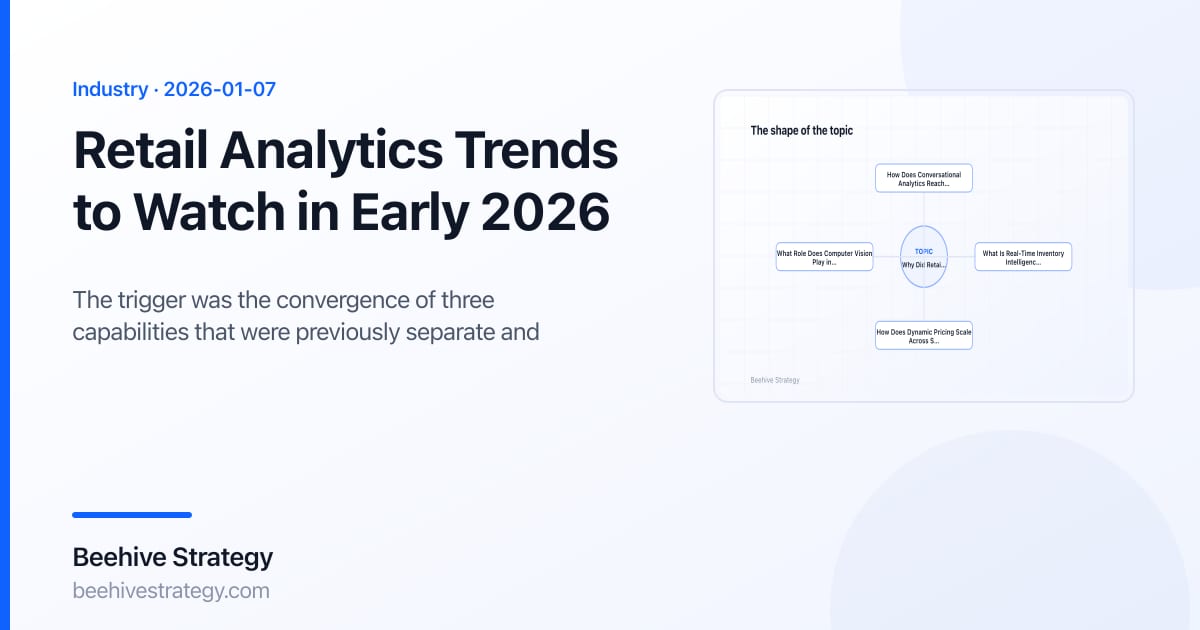 Industry · 2026-01-07
Retail Analytics Trends
to Watch in Early 2026
The trigger was the convergence of three
capabilities that were previously separate and
Beehive Strategy
beehivestrategy.com
The shape of the topic
How Does Conversational
Analytics Reach...
What Role Does Computer Vision
Play in...
TOPIC
Why Did Retai...
What Is Real-Time Inventory
Intelligenc...
How Does Dynamic Pricing Scale
Across S...
Beehive Strategy